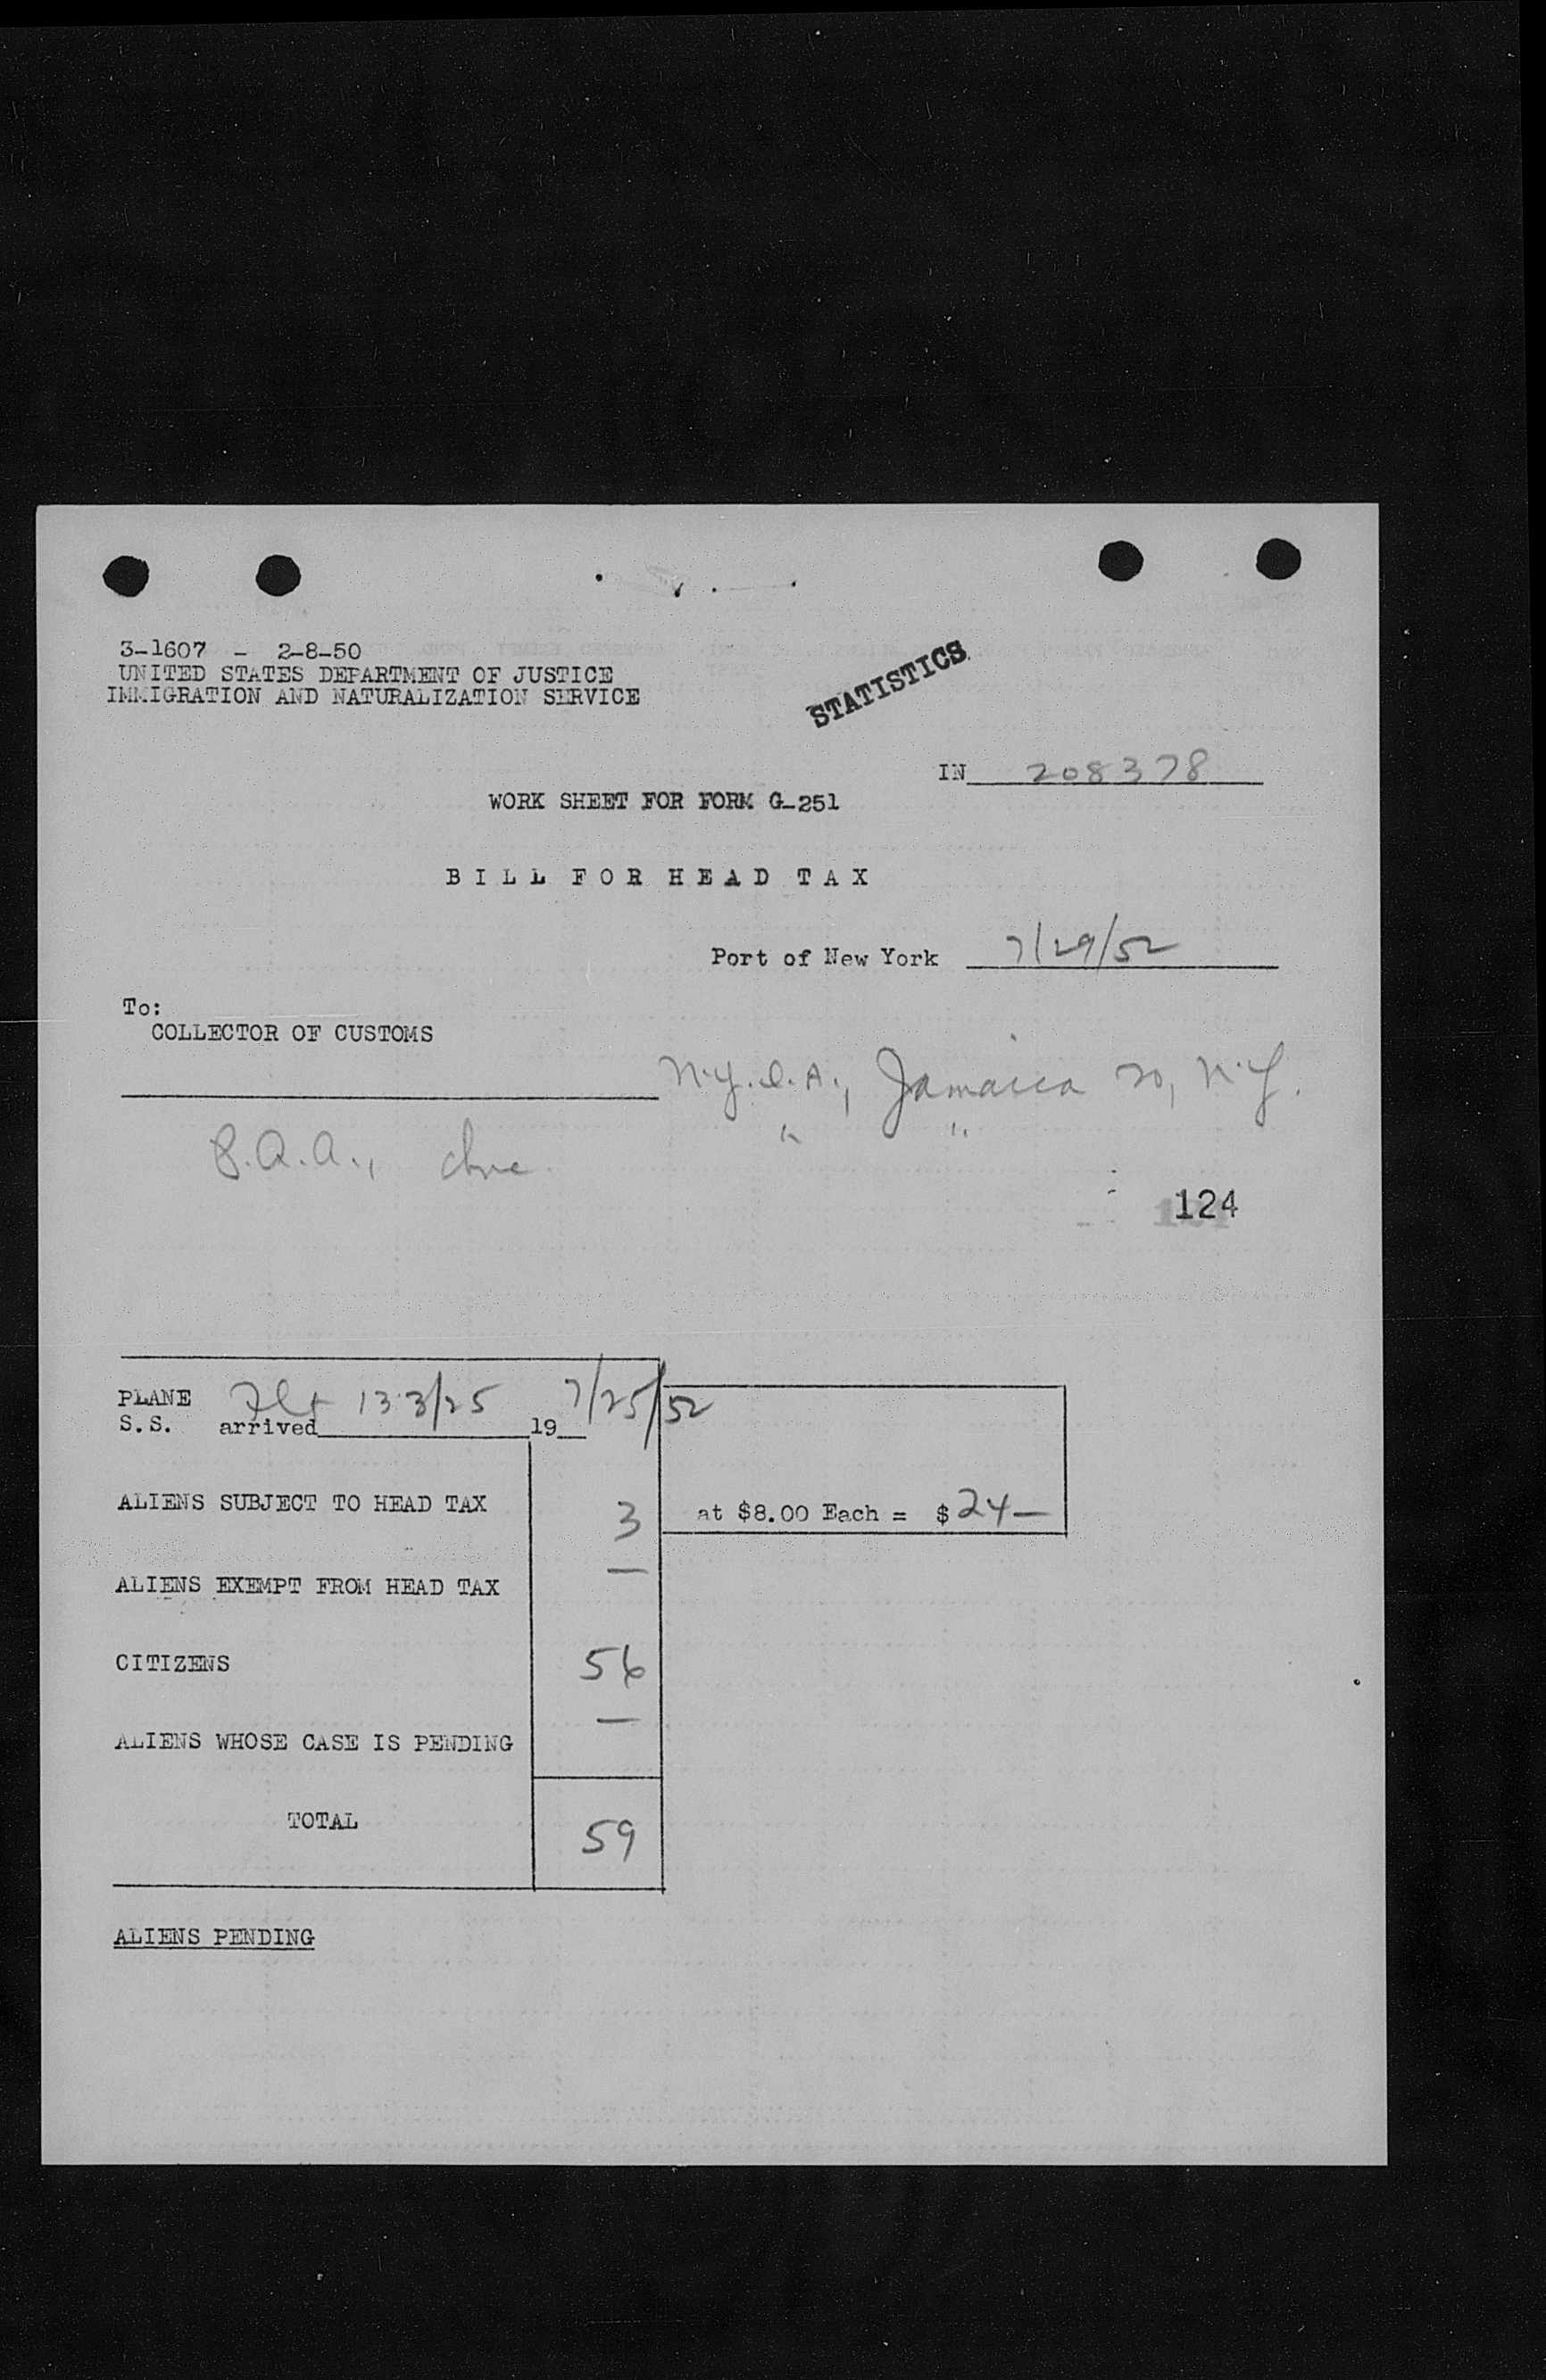 3-1607 - 2-8-50
UNITED STATES DEPARTMENT OF JUSTICE
IMMIGRATION AND NATURALIZATION SERVICE
STATISTICS
IN 208378
WORK SHEET FOR FORM G-251
BILL FOR HEAD TAX
Port of New York 7/29/52
To:
COLLECTOR OF CUSTOMS
N.Y.I.A., Jamaica 30, N.Y.
" "
124
PLANE Flt 133/25 7/25/52
S.S. arrived 19
ALIENS SUBJECT TO HEAD TAX 3 at $8.00 Each = $ 24—
ALIENS EXEMPT FROM HEAD TAX —
CITIZENS 56
ALIENS WHOSE CASE IS PENDING —
TOTAL 59
ALIENS PENDING